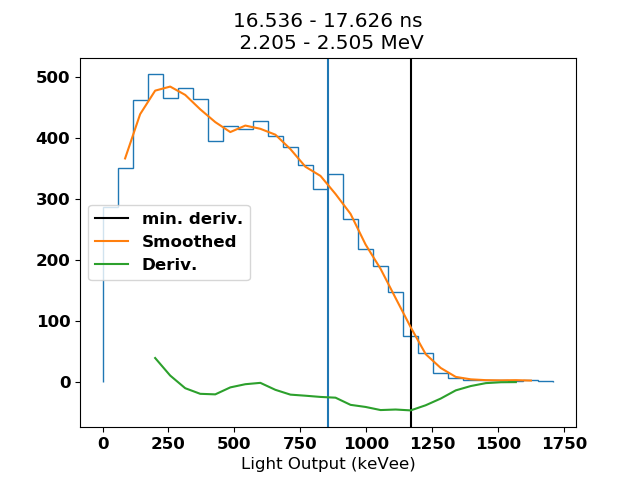 16.536 - 17.626 ns
2.205 - 2.505 MeV
500
400
300
200
100
0
min. deriv.
Smoothed
Deriv.
0 250 500 750 1000 1250 1500 1750
Light Output (keVee)